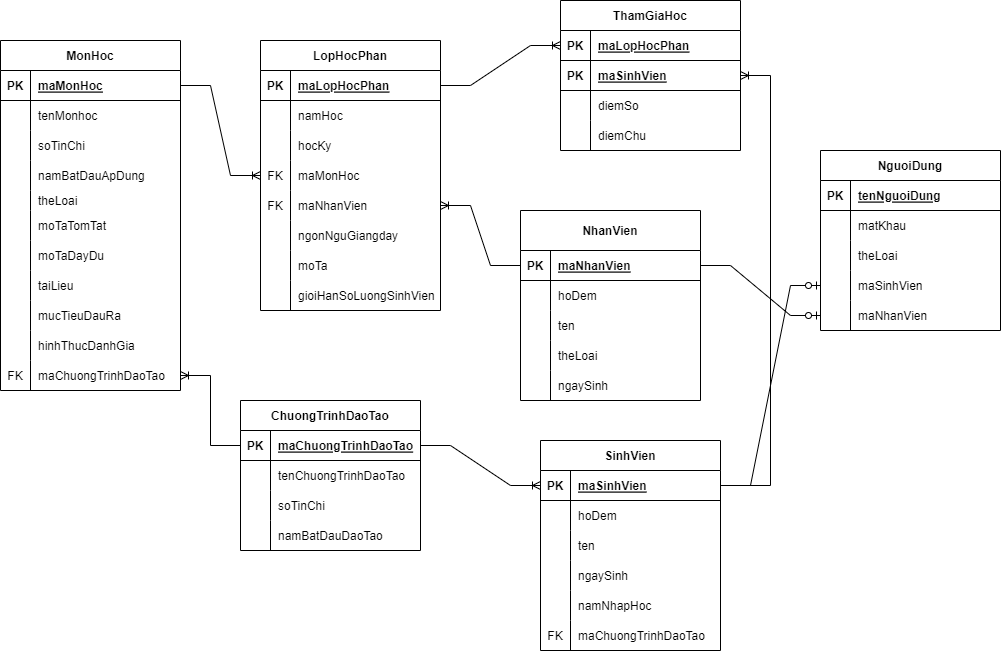 MonHoc
PK maMonHoc
tenMonhoc
soTinChi
namBatDauApDung
theLoai
moTaTomTat
moTaDayDu
taiLieu
mucTieuDauRa
hinhThucDanhGia
FK maChuongTrinhDaoTao
LopHocPhan
PK maLopHocPhan
namHoc
hocKy
FK maMonHoc
FK maNhanVien
ngonNguGiangday
moTa
gioiHanSoLuongSinhVien
ThamGiaHoc
PK maLopHocPhan
PK maSinhVien
diemSo
diemChu
NhanVien
PK maNhanVien
hoDem
ten
theLoai
ngaySinh
NguoiDung
PK tenNguoiDung
matKhau
theLoai
maSinhVien
maNhanVien
ChuongTrinhDaoTao
PK maChuongTrinhDaoTao
tenChuongTrinhDaoTao
soTinChi
namBatDauDaoTao
SinhVien
PK maSinhVien
hoDem
ten
ngaySinh
namNhapHoc
FK maChuongTrinhDaoTao